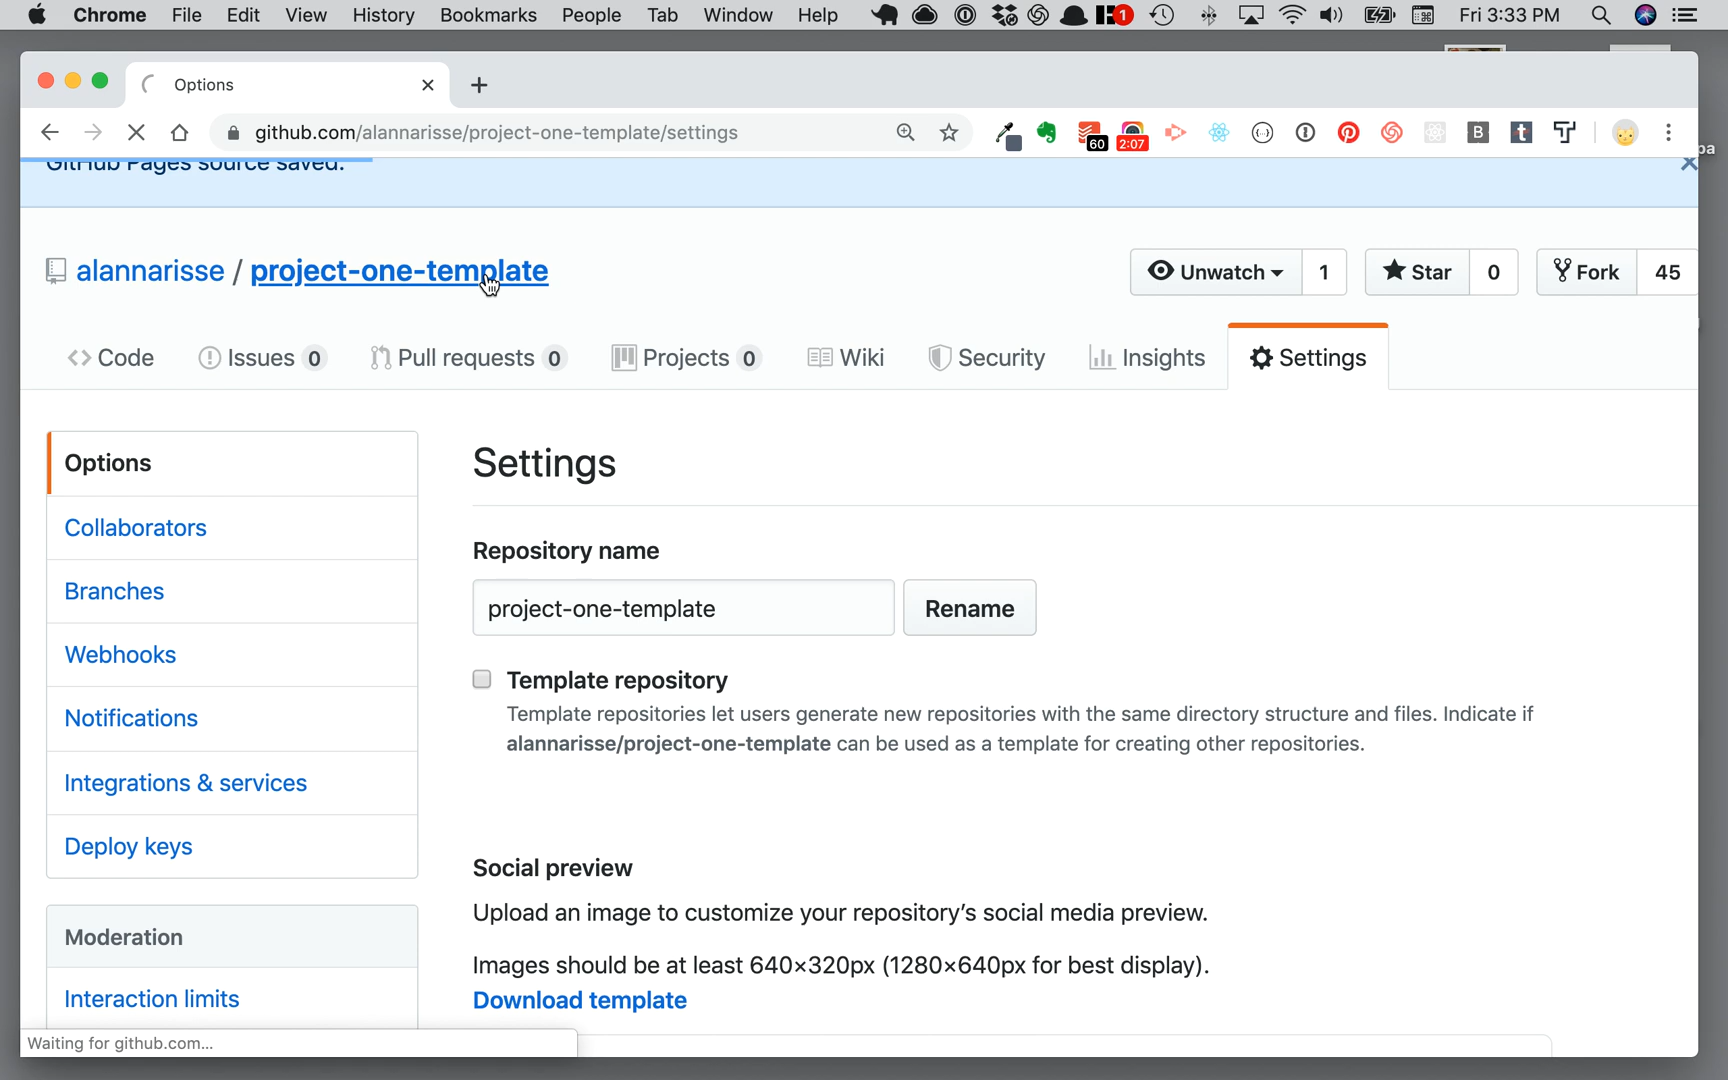 Chrome File Edit View History Bookmarks People Tab Window Help 1 Fri 3:33 PM
Options
github.com/alannarisse/project-one-template/settings 60 2:07 B t
pa
GitHub Pages source saved.
alannarisse / project-one-template Unwatch 1 Star 0 Fork 45
Code Issues 0 Pull requests 0 Projects 0 Wiki Security Insights Settings
Options
Collaborators
Branches
Webhooks
Notifications
Integrations & services
Deploy keys
Moderation
Interaction limits
Settings
Repository name
project-one-template Rename
Template repository
Template repositories let users generate new repositories with the same directory structure and files. Indicate if
alannarisse/project-one-template can be used as a template for creating other repositories.
Social preview
Upload an image to customize your repository’s social media preview.
Images should be at least 640×320px (1280×640px for best display).
Download template
Waiting for github.com...